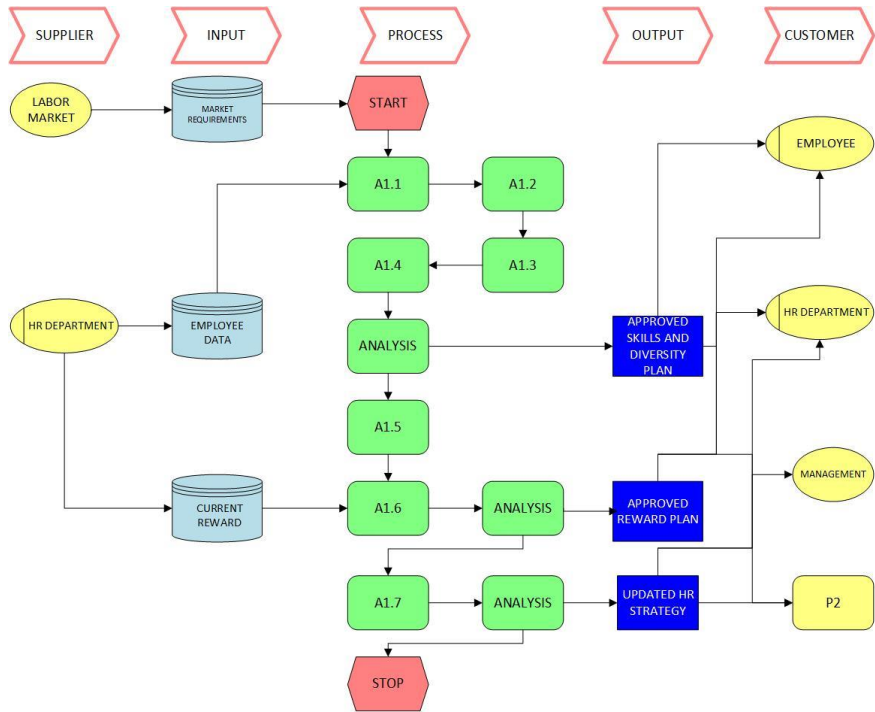 SUPPLIER
INPUT
PROCESS
OUTPUT
CUSTOMER
LABOR
MARKET
MARKET
REQUIREMENTS
START
EMPLOYEE
A1.1
A1.2
A1.4
A1.3
HR DEPARTMENT
EMPLOYEE
DATA
ANALYSIS
APPROVED
SKILLS AND
DIVERSITY
PLAN
HR DEPARTMENT
A1.5
MANAGEMENT
CURRENT
REWARD
A1.6
ANALYSIS
APPROVED
REWARD PLAN
A1.7
ANALYSIS
UPDATED HR
STRATEGY
P2
STOP